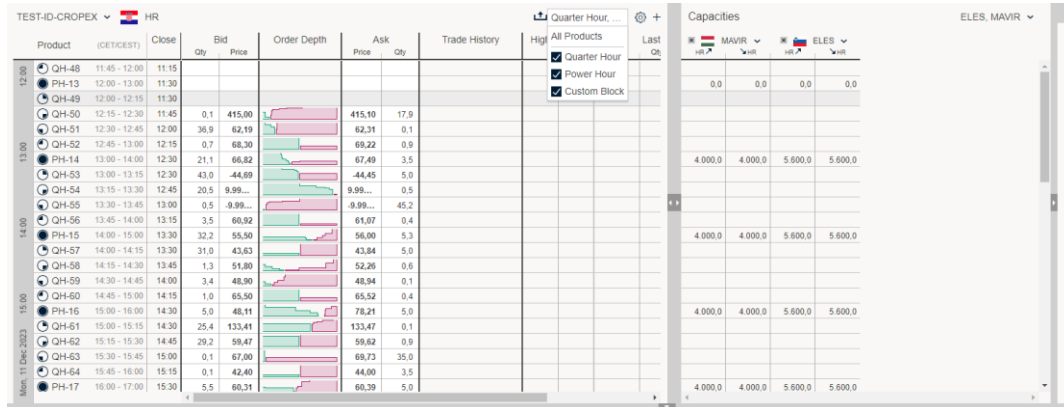 TEST-ID-CROPEX HR Quarter Hour, ... Capacities ELES, MAVIR
All Products
Quarter Hour
Power Hour
Custom Block
Product (CET/CEST) Close Bid Order Depth Ask Trade History High Last MAVIR ELES
Qty Price Price Qty Qty HR HR HR HR
12:00
13:00
14:00
15:00
Mon, 11 Dec 2023
QH-48 11:45 - 12:00 11:15
PH-13 12:00 - 13:00 11:30 0,0 0,0 0,0 0,0
QH-49 12:00 - 12:15 11:30
QH-50 12:15 - 12:30 11:45 0,1 415,00 415,10 17,9
QH-51 12:30 - 12:45 12:00 36,9 62,19 62,31 0,1
QH-52 12:45 - 13:00 12:15 0,7 68,30 69,22 0,9
PH-14 13:00 - 14:00 12:30 21,1 66,82 67,49 3,5 4.000,0 4.000,0 5.600,0 5.600,0
QH-53 13:00 - 13:15 12:30 43,0 -44,69 -44,45 5,0
QH-54 13:15 - 13:30 12:45 20,5 9.99... 9.99... 0,5
QH-55 13:30 - 13:45 13:00 0,5 -9.99... -9.99... 45,2
QH-56 13:45 - 14:00 13:15 3,5 60,92 61,07 0,4
PH-15 14:00 - 15:00 13:30 32,2 55,50 56,00 5,3 4.000,0 4.000,0 5.600,0 5.600,0
QH-57 14:00 - 14:15 13:30 31,0 43,63 43,84 5,0
QH-58 14:15 - 14:30 13:45 1,3 51,80 52,26 0,6
QH-59 14:30 - 14:45 14:00 3,4 48,90 48,94 0,1
QH-60 14:45 - 15:00 14:15 1,0 65,50 65,52 0,4
PH-16 15:00 - 16:00 14:30 5,0 48,11 78,21 5,0 4.000,0 4.000,0 5.600,0 5.600,0
QH-61 15:00 - 15:15 14:30 25,4 133,41 133,47 0,1
QH-62 15:15 - 15:30 14:45 29,2 59,47 59,62 0,9
QH-63 15:30 - 15:45 15:00 0,1 67,00 69,73 35,0
QH-64 15:45 - 16:00 15:15 0,1 42,40 44,00 3,5
PH-17 16:00 - 17:00 15:30 5,5 60,31 60,39 5,0 4.000,0 4.000,0 5.600,0 5.600,0